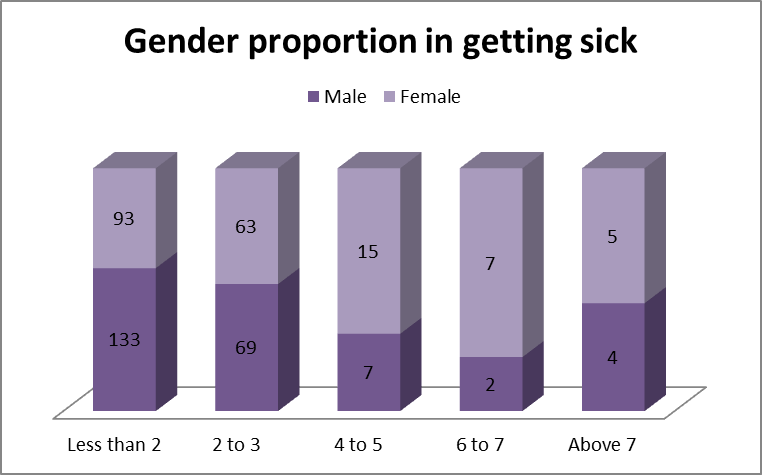 Gender proportion in getting sick
Male Female
93 63 15 7 5
133 69 7 2 4
Less than 2 2 to 3 4 to 5 6 to 7 Above 7